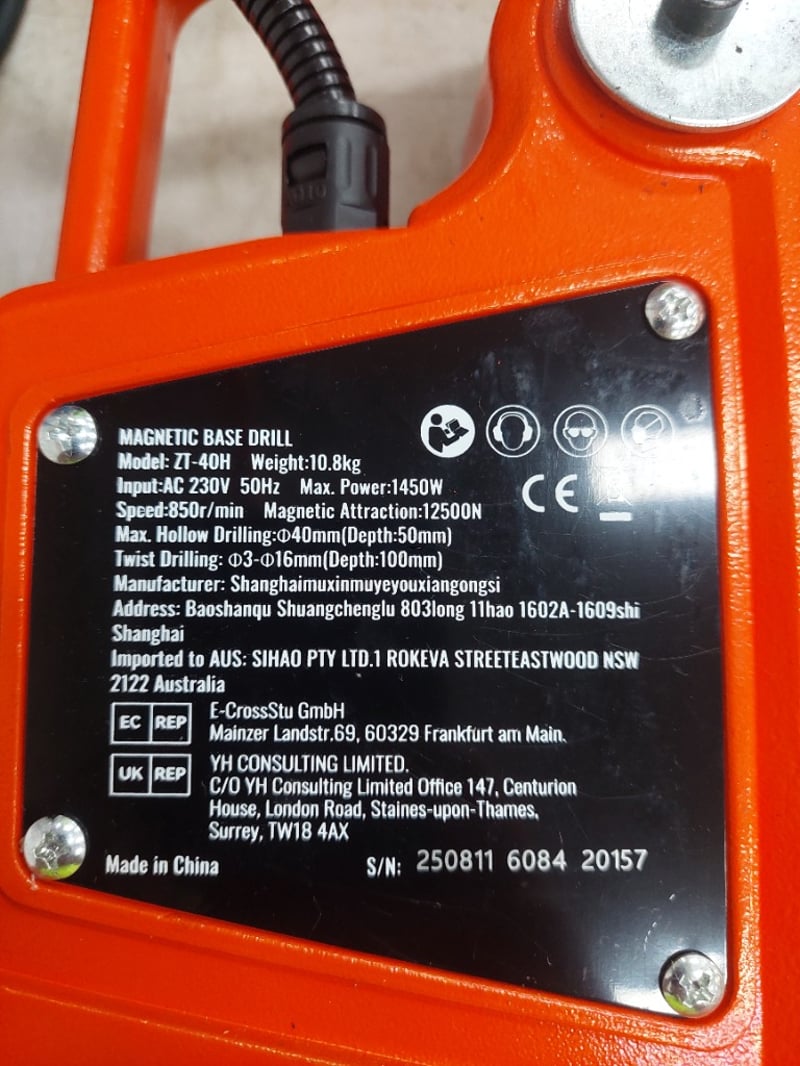 MAGNETIC BASE DRILL
Model: ZT-40H Weight:10.8kg
Input:AC 230V 50Hz Max. Power:1450W
CE
Speed:850r/min Magnetic Attraction:12500N
Max. Hollow Drilling:Φ40mm(Depth:50mm)
Twist Drilling: Φ3-Φ16mm(Depth:100mm)
Manufacturer: Shanghaimuxinmuyeyouxiangongsi
Address: Baoshanqu Shuangchenglu 803long 11hao 1602A-1609shi
Shanghai
Imported to AUS: SIHAO PTY LTD.1 ROKEVA STREETEASTWOOD NSW
2122 Australia
EC REP
E-CrossStu GmbH
Mainzer Landstr.69, 60329 Frankfurt am Main.
UK REP
YH CONSULTING LIMITED.
C/O YH Consulting Limited Office 147, Centurion
House, London Road, Staines-upon-Thames,
Surrey, TW18 4AX
Made in China S/N: 250811 6084 20157